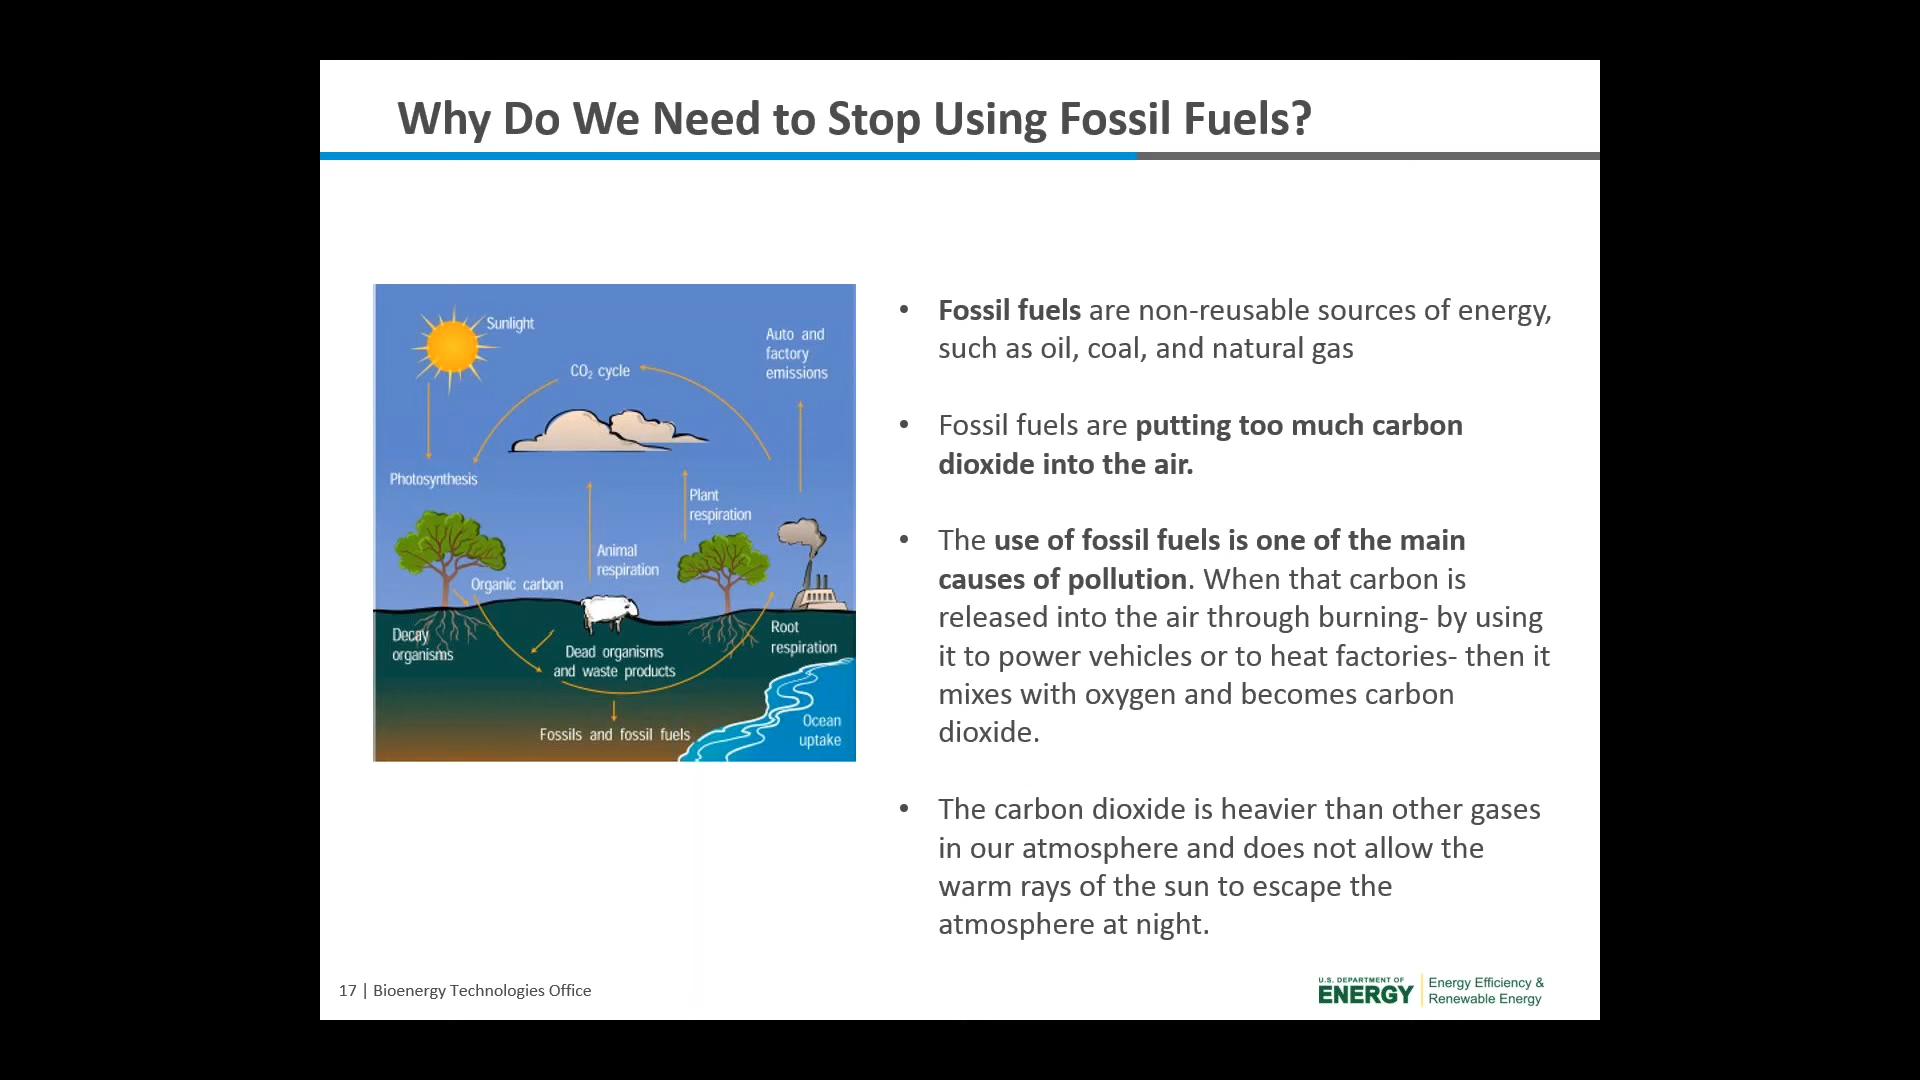 Why Do We Need to Stop Using Fossil Fuels?
Sunlight
Auto and
factory
emissions
CO₂ cycle
Photosynthesis
Plant
respiration
Animal
respiration
Organic carbon
Decay
organisms
Dead organisms
and waste products
Root
respiration
Fossils and fossil fuels
Ocean
uptake
• Fossil fuels are non-reusable sources of energy,
such as oil, coal, and natural gas
• Fossil fuels are putting too much carbon
dioxide into the air.
• The use of fossil fuels is one of the main
causes of pollution. When that carbon is
released into the air through burning- by using
it to power vehicles or to heat factories- then it
mixes with oxygen and becomes carbon
dioxide.
• The carbon dioxide is heavier than other gases
in our atmosphere and does not allow the
warm rays of the sun to escape the
atmosphere at night.
17 | Bioenergy Technologies Office
U.S. DEPARTMENT OF
ENERGY
Energy Efficiency &
Renewable Energy